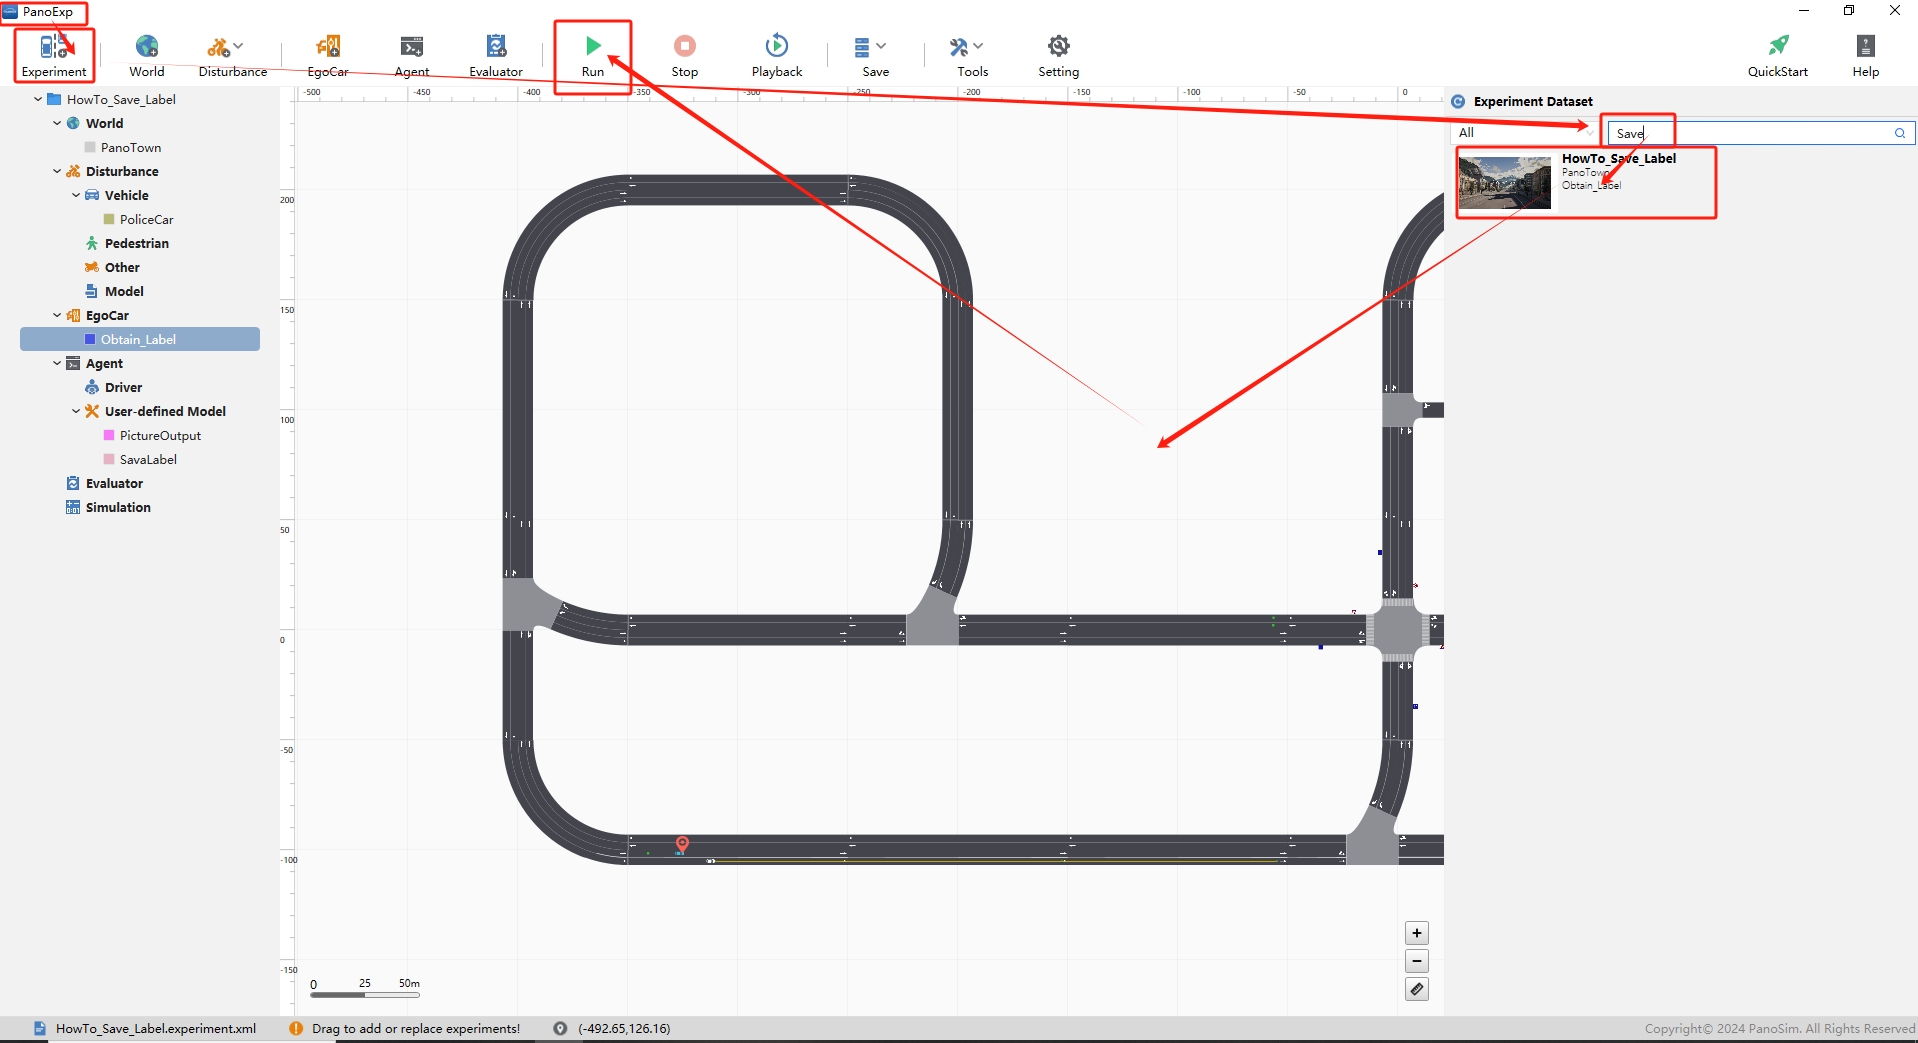 PanoExp
Experiment
World
Disturbance
EgoCar
Agent
Evaluator
Run
Stop
Playback
Save
Tools
Setting
QuickStart
Help
HowTo_Save_Label
World
PanoTown
Disturbance
Vehicle
PoliceCar
Pedestrian
Other
Model
EgoCar
Obtain_Label
Agent
Driver
User-defined Model
PictureOutput
SavaLabel
Evaluator
Simulation
-500 -450 -400 -350 -300 -250 -200 -150 -100 -50 0
200
150
100
50
0
-50
-100
-150
0 25 50m
+
−
Experiment Dataset
All
Save
HowTo_Save_Label
PanoTown
Obtain_Label
HowTo_Save_Label.experiment.xml
! Drag to add or replace experiments!
(-492.65,126.16)
Copyright© 2024 PanoSim. All Rights Reserved